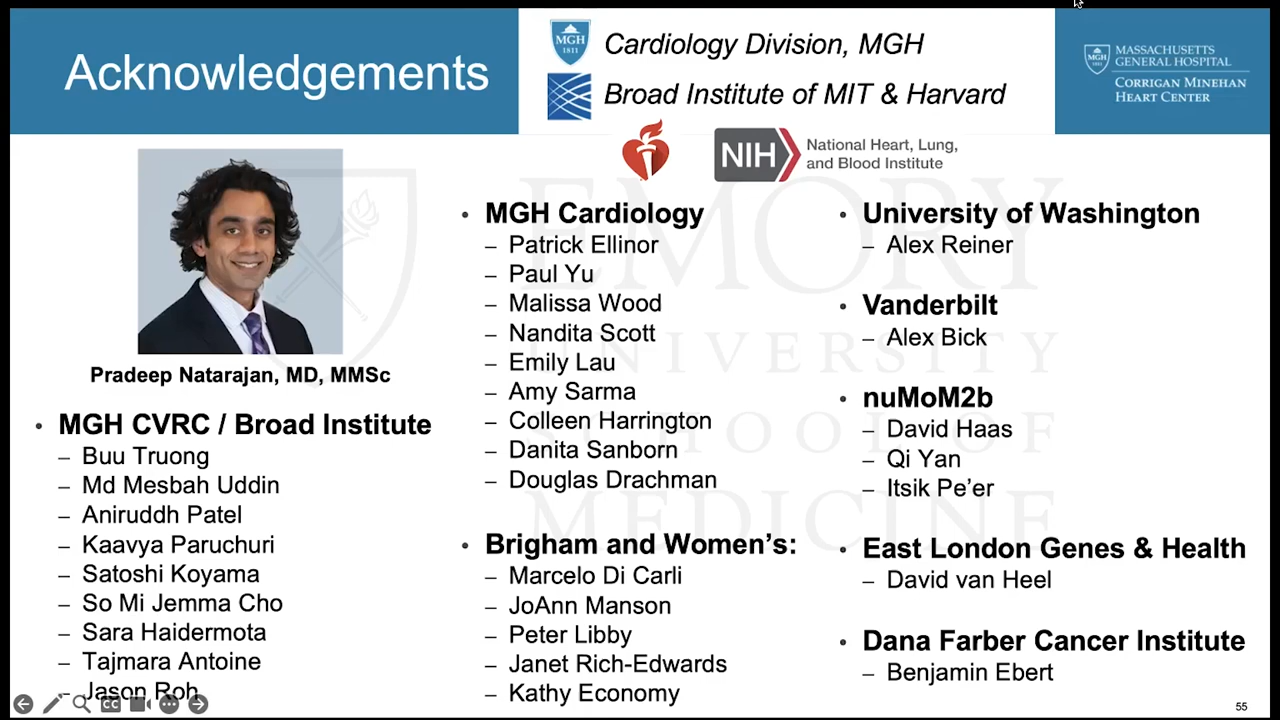 Acknowledgements
MGH
1811
Cardiology Division, MGH
Broad Institute of MIT & Harvard
MGH
1811
MASSACHUSETTS
GENERAL HOSPITAL
CORRIGAN MINEHAN
HEART CENTER
NIH
National Heart, Lung,
and Blood Institute
Pradeep Natarajan, MD, MMSc
• MGH CVRC / Broad Institute
– Buu Truong
– Md Mesbah Uddin
– Aniruddh Patel
– Kaavya Paruchuri
– Satoshi Koyama
– So Mi Jemma Cho
– Sara Haidermota
– Tajmara Antoine
– Jason Roh
• MGH Cardiology
– Patrick Ellinor
– Paul Yu
– Malissa Wood
– Nandita Scott
– Emily Lau
– Amy Sarma
– Colleen Harrington
– Danita Sanborn
– Douglas Drachman
• Brigham and Women’s:
– Marcelo Di Carli
– JoAnn Manson
– Peter Libby
– Janet Rich-Edwards
– Kathy Economy
• University of Washington
– Alex Reiner
• Vanderbilt
– Alex Bick
• nuMoM2b
– David Haas
– Qi Yan
– Itsik Pe’er
• East London Genes & Health
– David van Heel
• Dana Farber Cancer Institute
– Benjamin Ebert
EMORY
UNIVERSITY
SCHOOL OF
MEDICINE
CC
55